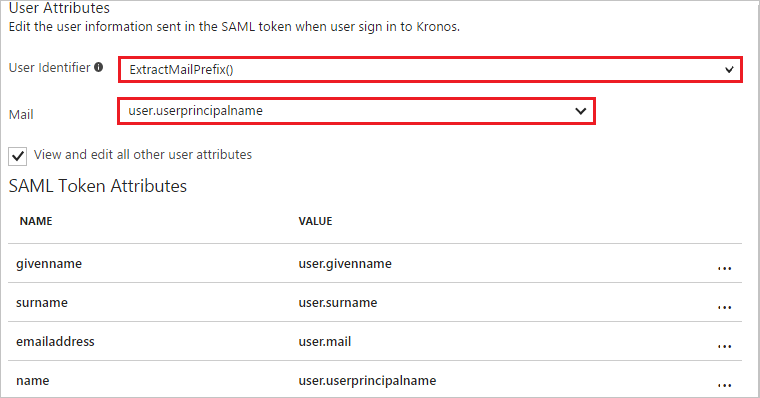 User Attributes
Edit the user information sent in the SAML token when user sign in to Kronos.
User Identifier ExtractMailPrefix()
Mail user.userprincipalname
View and edit all other user attributes
SAML Token Attributes
NAME VALUE
givenname user.givenname ...
surname user.surname ...
emailaddress user.mail ...
name user.userprincipalname ...